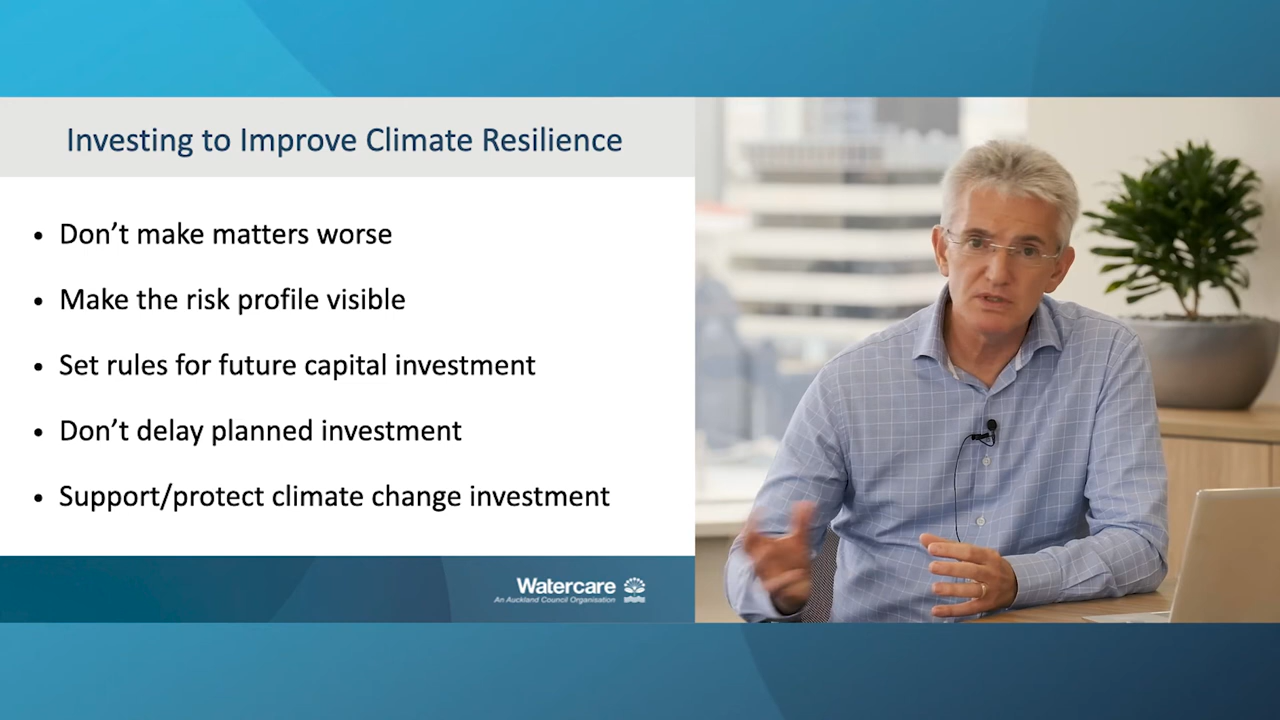 Investing to Improve Climate Resilience
• Don’t make matters worse
• Make the risk profile visible
• Set rules for future capital investment
• Don’t delay planned investment
• Support/protect climate change investment
Watercare
An Auckland Council Organisation